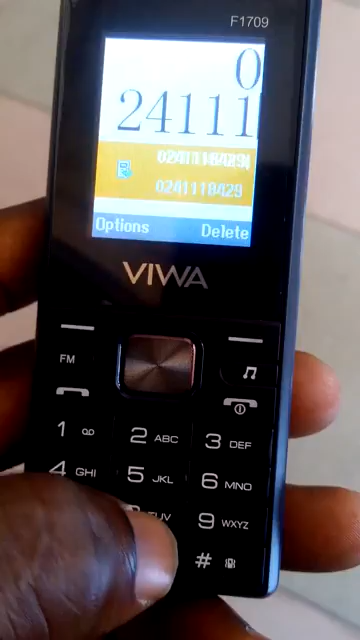 F1709
0
24111
0241118429
Options Delete
VIWA
FM
1
2 ABC
3 DEF
4 GHI
5 JKL
6 MNO
TUV
9 WXYZ
#